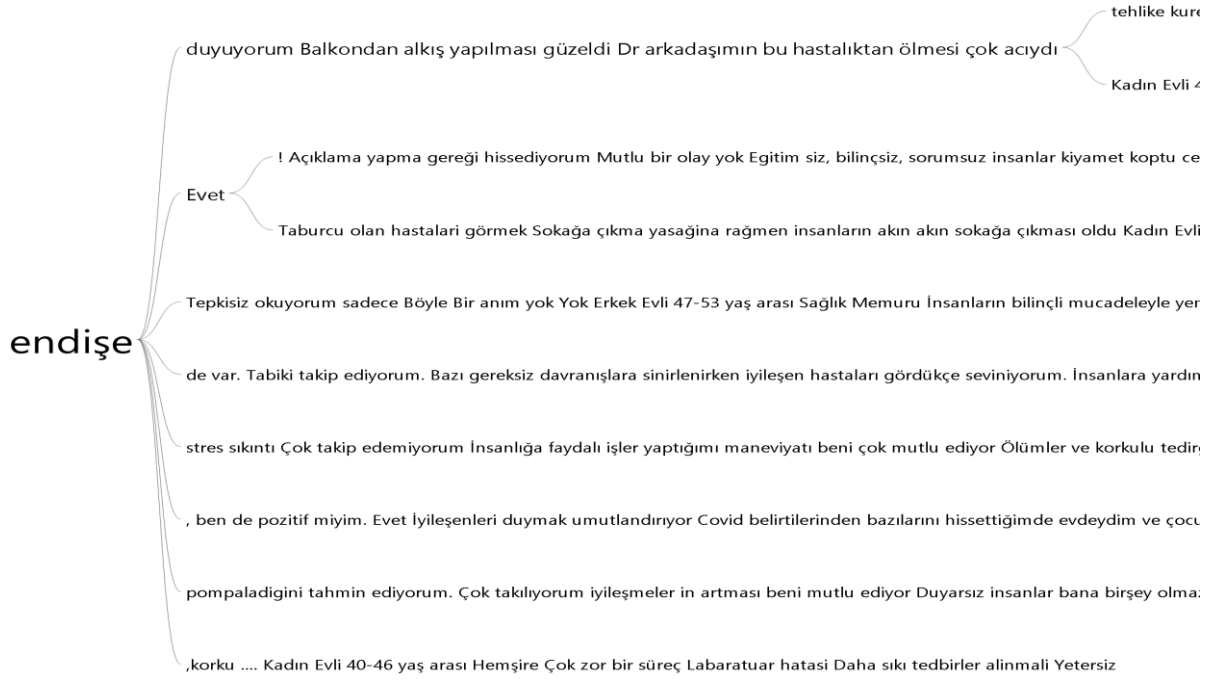 tehlike
duyuyorum Balkondan alkış yapılması güzeldi Dr arkadaşımın bu hastalıktan ölmesi çok acıydı
Kadın Evli
! Açıklama yapma gereği hissediyorum Mutlu bir olay yok Egitim siz, bilinçsiz, sorumsuz insanlar kiyamet koptu
Evet
Taburcu olan hastalari görmek Sokağa çıkma yasağina rağmen insanların akın akın sokağa çıkması oldu Kadın Evli
Tepkisiz okuyorum sadece Böyle Bir anım yok Yok Erkek Evli 47-53 yaş arası Sağlık Memuru İnsanların bilinçli mucadeleyle
endişe
de var. Tabiki takip ediyorum. Bazı gereksiz davranışlara sinirlenirken iyileşen hastaları gördükçe seviniyorum. İnsanlara
stres sıkıntı Çok takip edemiyorum İnsanlığa faydalı işler yaptığımı maneviyatı beni çok mutlu ediyor Ölümler ve korkulu
, ben de pozitif miyim. Evet İyileşenleri duymak umutlandırıyor Covid belirtilerinden bazılarını hissettiğimde evdeydim ve
pompaladigini tahmin ediyorum. Çok takılıyorum iyileşmeler in artması beni mutlu ediyor Duyarsız insanlar bana birşey
,korku .... Kadın Evli 40-46 yaş arası Hemşire Çok zor bir süreç Labaratuar hatasi Daha sıkı tedbirler alinmali Yetersiz